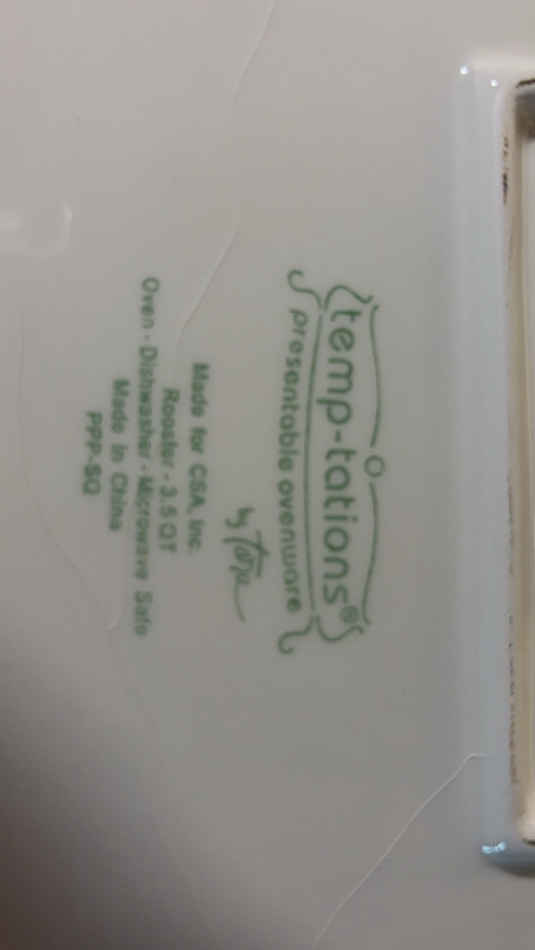 temp-tations®
presentable ovenware
by Tara
Made for CSA, Inc.
Rooster - 3.5 QT
Oven - Dishwasher - Microwave Safe
Made in China
PPP-SQ